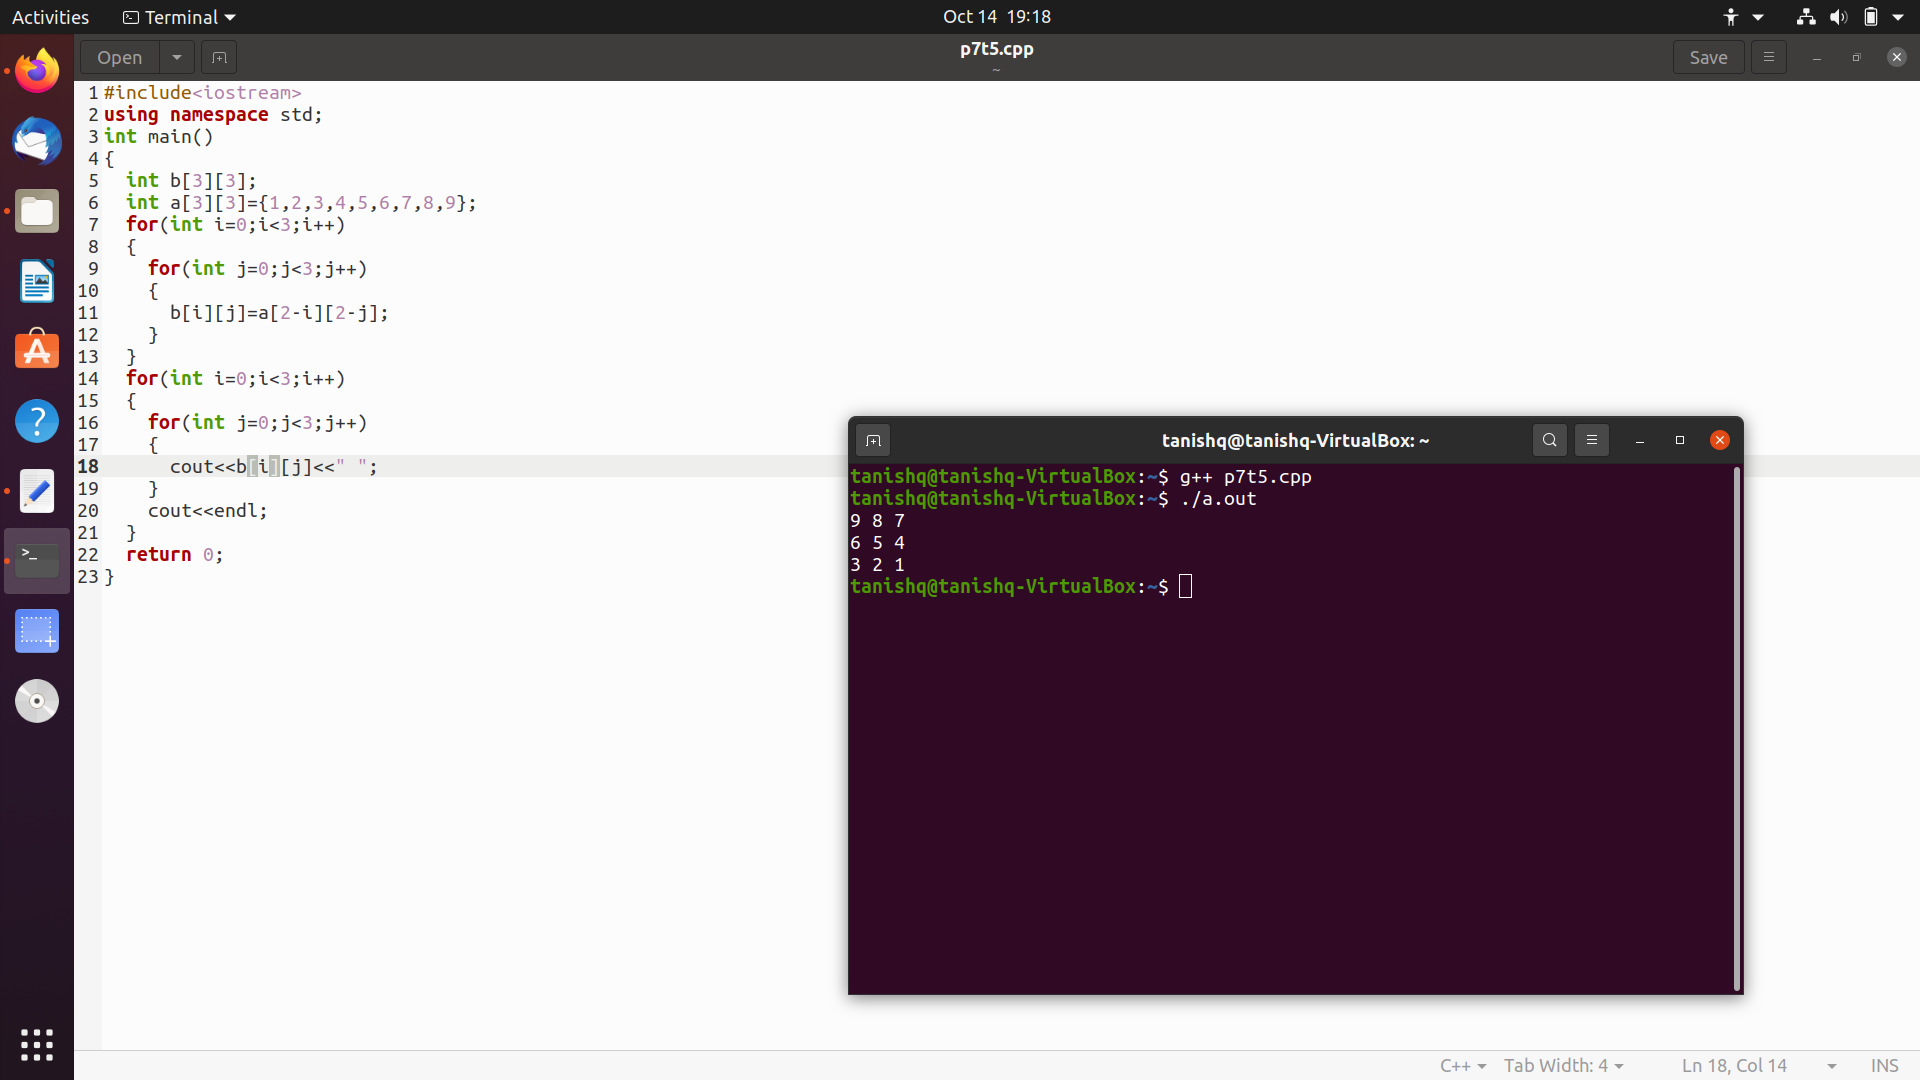 Activities
Terminal
Oct 14 19:18
Open
p7t5.cpp
~
Save
1 #include<iostream>
2 using namespace std;
3 int main()
4 {
5   int b[3][3];
6   int a[3][3]={1,2,3,4,5,6,7,8,9};
7   for(int i=0;i<3;i++)
8   {
9     for(int j=0;j<3;j++)
10     {
11       b[i][j]=a[2-i][2-j];
12     }
13   }
14   for(int i=0;i<3;i++)
15   {
16     for(int j=0;j<3;j++)
17     {
18       cout<<b[i][j]<<" ";
19     }
20     cout<<endl;
21   }
22   return 0;
23 }
tanishq@tanishq-VirtualBox: ~
tanishq@tanishq-VirtualBox:~$ g++ p7t5.cpp
tanishq@tanishq-VirtualBox:~$ ./a.out
9 8 7
6 5 4
3 2 1
tanishq@tanishq-VirtualBox:~$
C++
Tab Width: 4
Ln 18, Col 14
INS